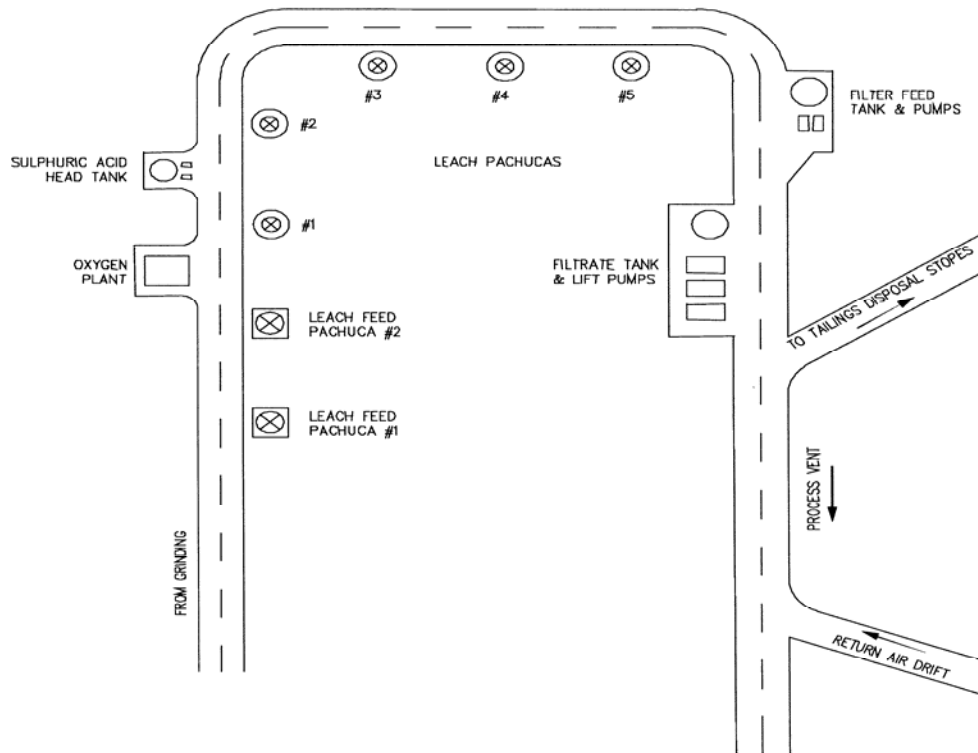 #3
#4
#5
FILTER FEED
TANK & PUMPS
#2
SULPHURIC ACID
HEAD TANK
LEACH PACHUCAS
#1
OXYGEN
PLANT
FILTRATE TANK
& LIFT PUMPS
TO TAILINGS DISPOSAL STOPES
LEACH FEED
PACHUCA #2
LEACH FEED
PACHUCA #1
PROCESS VENT
FROM GRINDING
RETURN AIR DRIFT